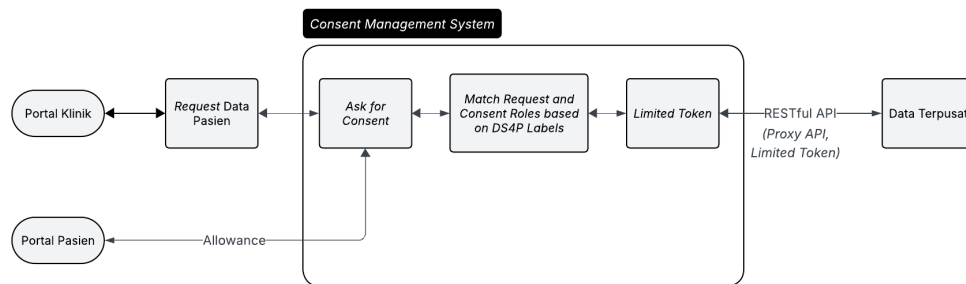 Consent Management System
Portal Klinik
Request Data
Pasien
Ask for
Consent
Match Request and
Consent Roles based
on DS4P Labels
Limited Token
RESTful API
(Proxy API,
Limited Token)
Data Terpusat
Portal Pasien
Allowance